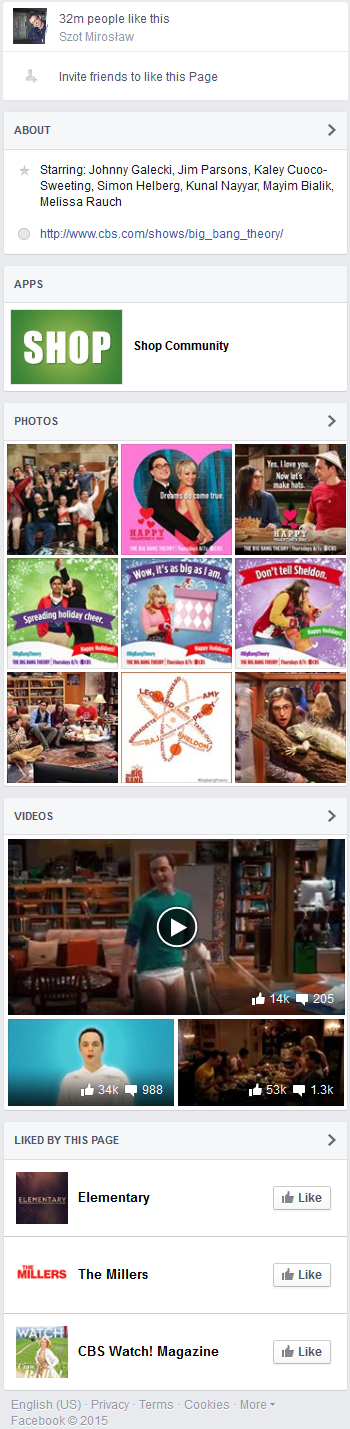 32m people like this
Szot Mirosław
Invite friends to like this Page
ABOUT
Starring: Johnny Galecki, Jim Parsons, Kaley Cuoco-
Sweeting, Simon Helberg, Kunal Nayyar, Mayim Bialik,
Melissa Rauch
http://www.cbs.com/shows/big_bang_theory/
APPS
SHOP
Shop Community
PHOTOS
Dreams do come true.
HAPPY
VALENTINE'S DAY
THE BIG BANG THEORY | Thursdays 8/7c CBS
Yes, I love you.
Now let's
make hats.
HAPPY
VALENTINE'S DAY
THE BIG BANG THEORY | Thursdays 8/7c CBS
Spreading holiday cheer.
Happy Holidays!
#BigBangTheory
THE BIG BANG THEORY | Thursdays 8/7c CBS
Wow, it's as big as I am.
Happy Holidays!
#BigBangTheory
THE BIG BANG THEORY | Thursdays 8/7c CBS
Don't tell Sheldon.
Happy Holidays!
#BigBangTheory
THE BIG BANG THEORY | Thursdays 8/7c CBS
LEONARD
HOWARD
AMY
BERNADETTE
RAJ
SHELDON
THE BIG
BANG
VIDEOS
14k 205
34k 988
53k 1.3k
LIKED BY THIS PAGE
ELEMENTARY
Elementary
Like
THE
MILLERS
The Millers
Like
WATCH!
CBS Watch! Magazine
Like
English (US) · Privacy · Terms · Cookies · More
Facebook © 2015